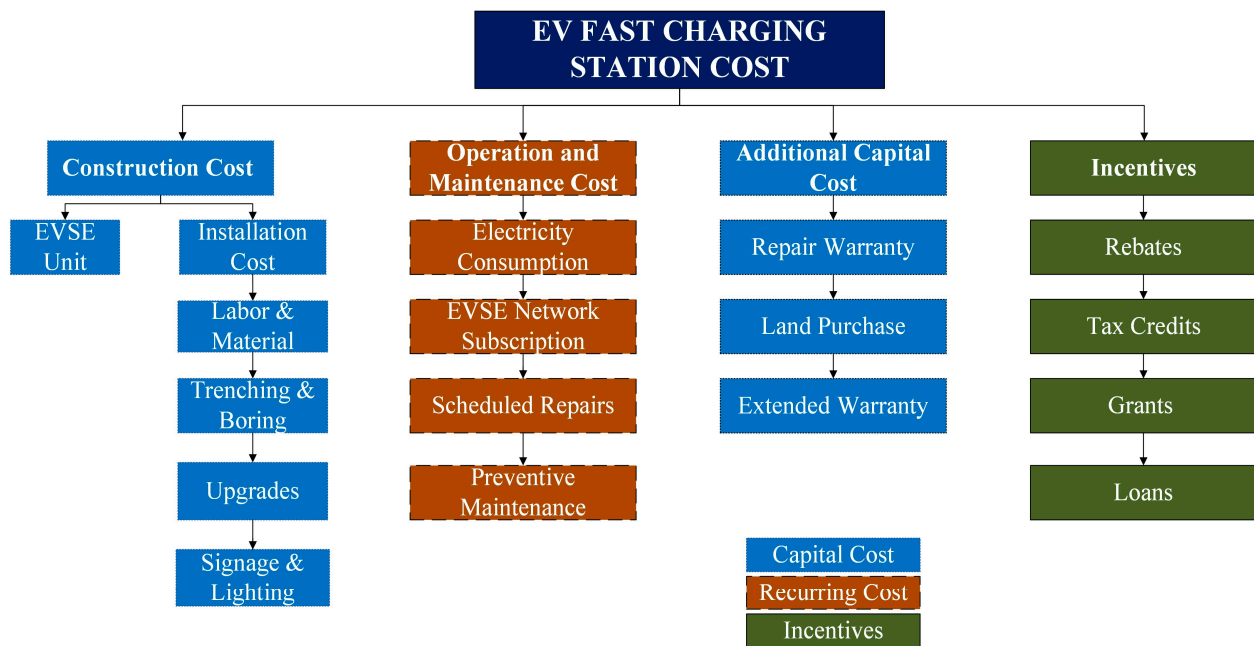 EV FAST CHARGING
STATION COST
Construction Cost
EVSE
Unit
Installation
Cost
Labor &
Material
Trenching &
Boring
Upgrades
Signage &
Lighting
Operation and
Maintenance Cost
Electricity
Consumption
EVSE Network
Subscription
Scheduled Repairs
Preventive
Maintenance
Additional Capital
Cost
Repair Warranty
Land Purchase
Extended Warranty
Incentives
Rebates
Tax Credits
Grants
Loans
Capital Cost
Recurring Cost
Incentives